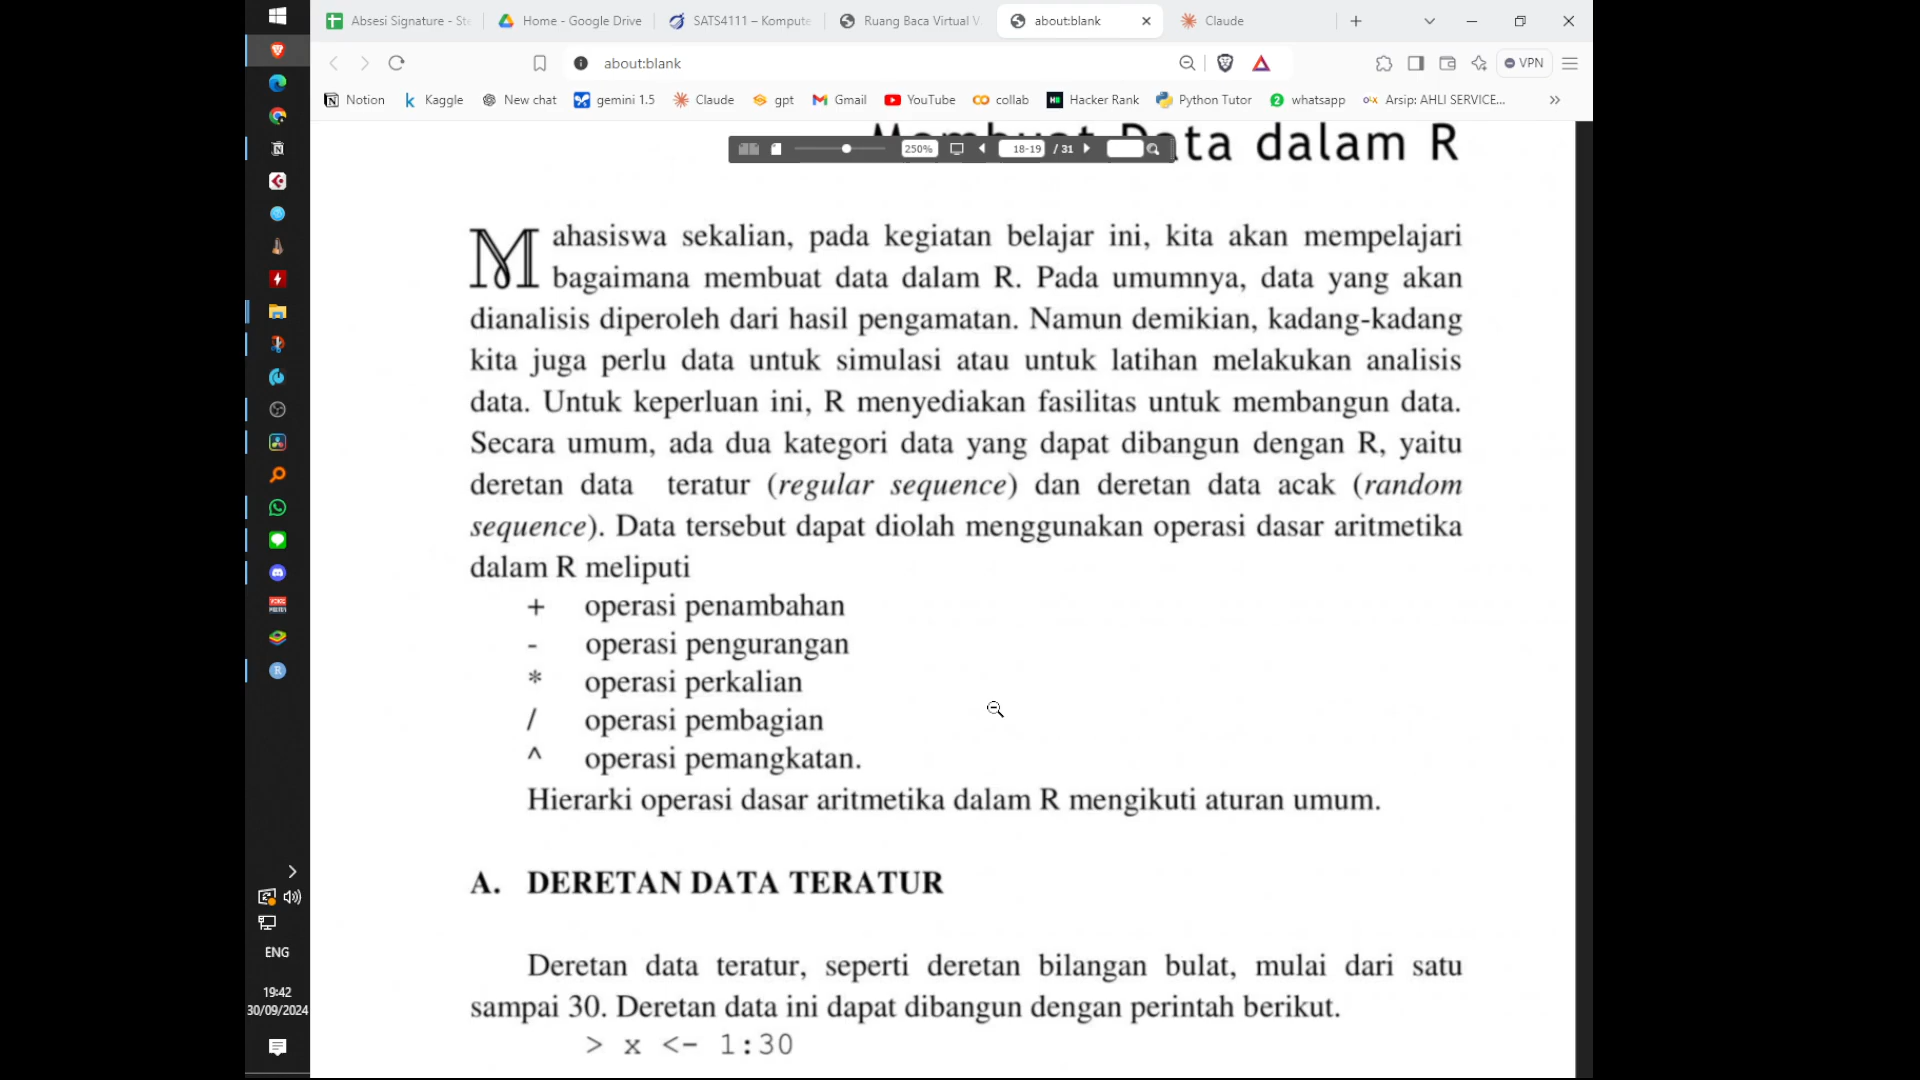 Absesi Signature - Ste
Home - Google Drive
SATS4111 – Kompute
Ruang Baca Virtual V
about:blank
Claude
about:blank
VPN
Notion
Kaggle
New chat
gemini 1.5
Claude
gpt
Gmail
YouTube
collab
Hacker Rank
Python Tutor
whatsapp
Arsip: AHLI SERVICE...
Membuat Data dalam R
250%
18-19
/ 31
Mahasiswa sekalian, pada kegiatan belajar ini, kita akan mempelajari
bagaimana membuat data dalam R. Pada umumnya, data yang akan
dianalisis diperoleh dari hasil pengamatan. Namun demikian, kadang-kadang
kita juga perlu data untuk simulasi atau untuk latihan melakukan analisis
data. Untuk keperluan ini, R menyediakan fasilitas untuk membangun data.
Secara umum, ada dua kategori data yang dapat dibangun dengan R, yaitu
deretan data teratur (regular sequence) dan deretan data acak (random
sequence). Data tersebut dapat diolah menggunakan operasi dasar aritmetika
dalam R meliputi
+ operasi penambahan
- operasi pengurangan
* operasi perkalian
/ operasi pembagian
^ operasi pemangkatan.
Hierarki operasi dasar aritmetika dalam R mengikuti aturan umum.
A. DERETAN DATA TERATUR
Deretan data teratur, seperti deretan bilangan bulat, mulai dari satu
sampai 30. Deretan data ini dapat dibangun dengan perintah berikut.
> x <- 1:30
ENG
19:42
30/09/2024